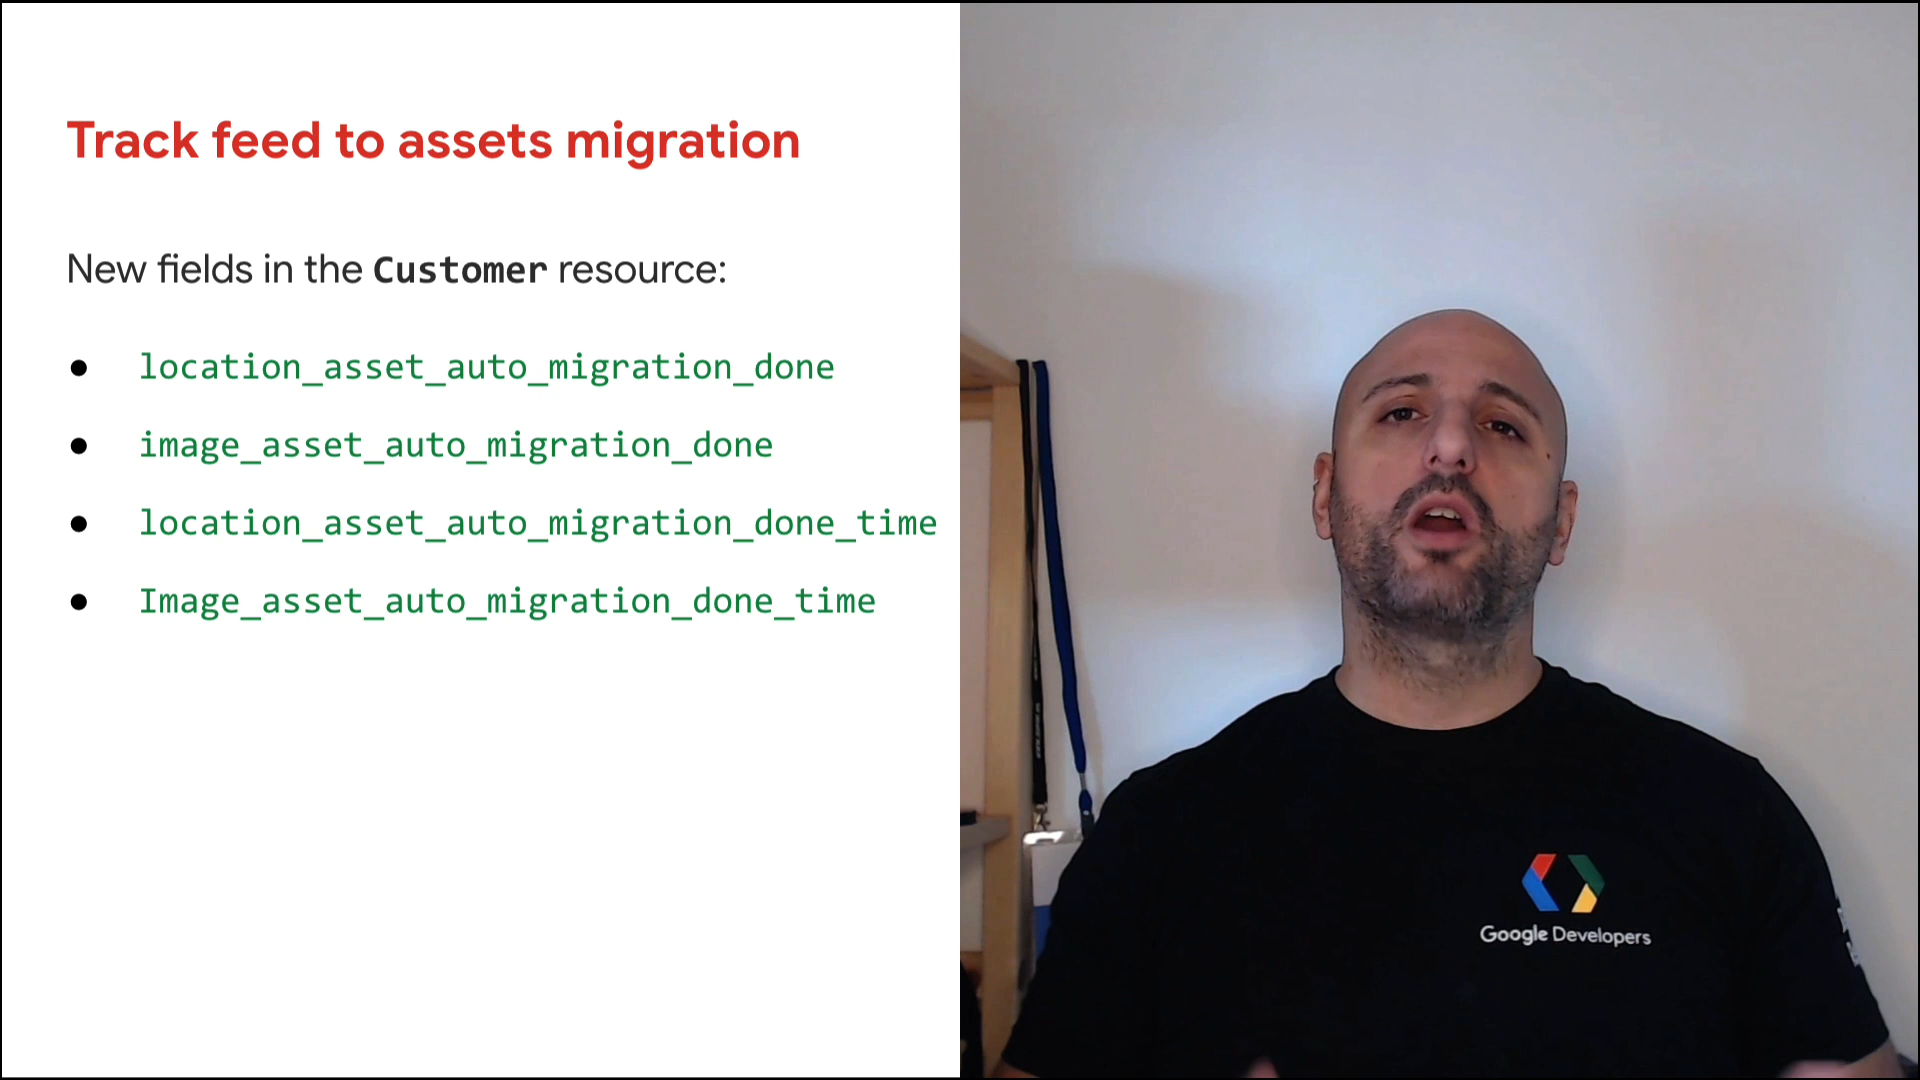 Track feed to assets migration
New fields in the Customer resource:
● location_asset_auto_migration_done
● image_asset_auto_migration_done
● location_asset_auto_migration_done_time
● Image_asset_auto_migration_done_time
Google Developers